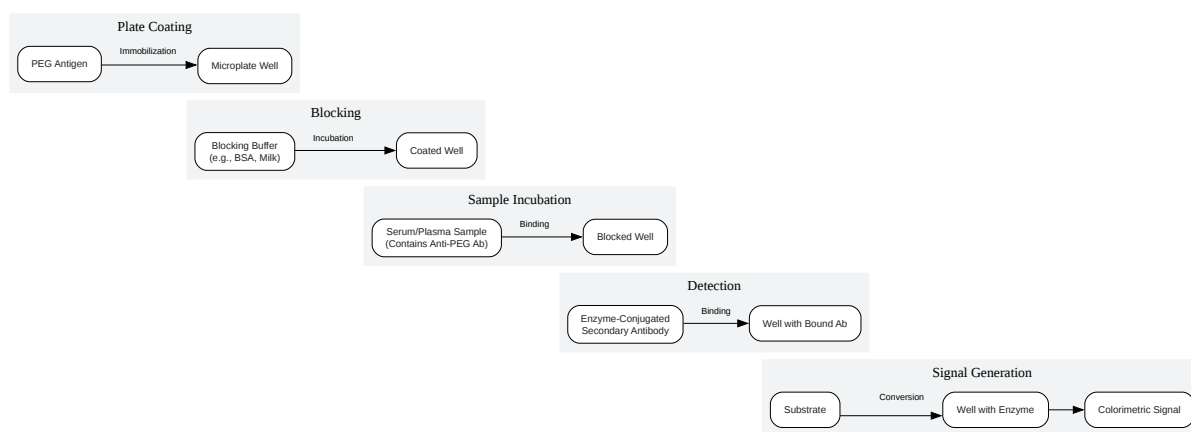 Plate Coating
PEG Antigen
Immobilization
Microplate Well
Blocking
Blocking Buffer
(e.g., BSA, Milk)
Incubation
Coated Well
Sample Incubation
Serum/Plasma Sample
(Contains Anti-PEG Ab)
Binding
Blocked Well
Detection
Enzyme-Conjugated
Secondary Antibody
Binding
Well with Bound Ab
Signal Generation
Substrate
Conversion
Well with Enzyme
Colorimetric Signal